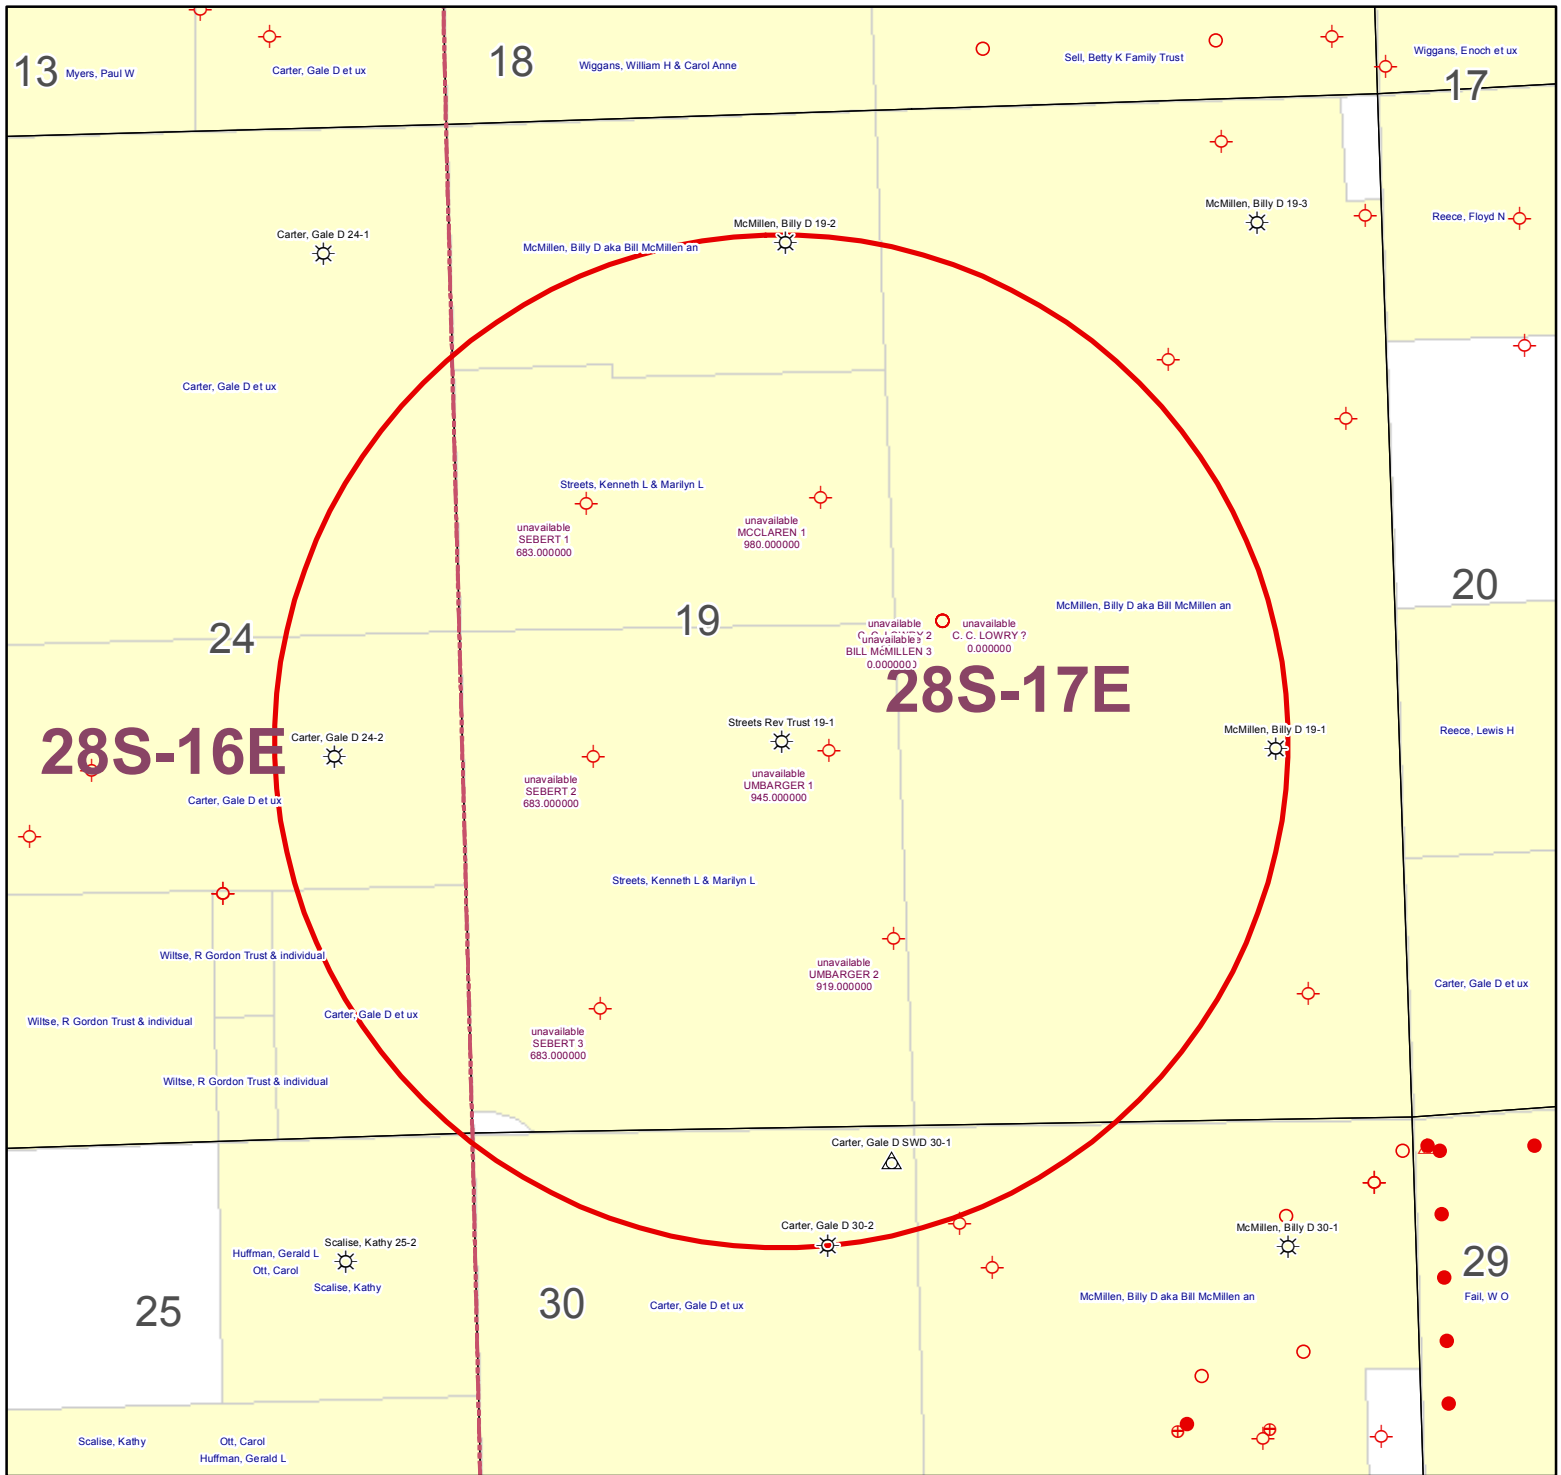 13
Myers, Paul W
Carter, Gale D et ux
18
Wiggans, William H & Carol Anne
Sell, Betty K Family Trust
Wiggans, Enoch et ux
17
Carter, Gale D 24-1
McMillen, Billy D 19-2
McMillen, Billy D aka Bill McMillen an
McMillen, Billy D 19-3
Reece, Floyd N
Carter, Gale D et ux
Streets, Kenneth L & Marilyn L
unavailable
SEBERT 1
683.000000
unavailable
MCCLAREN 1
980.000000
20
McMillen, Billy D aka Bill McMillen an
24
19
unavailable
unavailable
C. C. LOWRY ?
0.000000
unavailable
BILL McMILLEN 3
28S-17E
28S-16E
Carter, Gale D 24-2
Streets Rev Trust 19-1
McMillen, Billy D 19-1
Reece, Lewis H
unavailable
SEBERT 2
683.000000
unavailable
UMBARGER 1
945.000000
Carter, Gale D et ux
Streets, Kenneth L & Marilyn L
Wiltse, R Gordon Trust & individual
unavailable
UMBARGER 2
919.000000
Carter, Gale D et ux
Wiltse, R Gordon Trust & individual
Carter, Gale D et ux
unavailable
SEBERT 3
683.000000
Wiltse, R Gordon Trust & individual
Carter, Gale D SWD 30-1
Carter, Gale D 30-2
McMillen, Billy D 30-1
Scalise, Kathy 25-2
Huffman, Gerald L
Ott, Carol
Scalise, Kathy
25
30
Carter, Gale D et ux
McMillen, Billy D aka Bill McMillen an
29
Fail, W O
Scalise, Kathy
Ott, Carol
Huffman, Gerald L